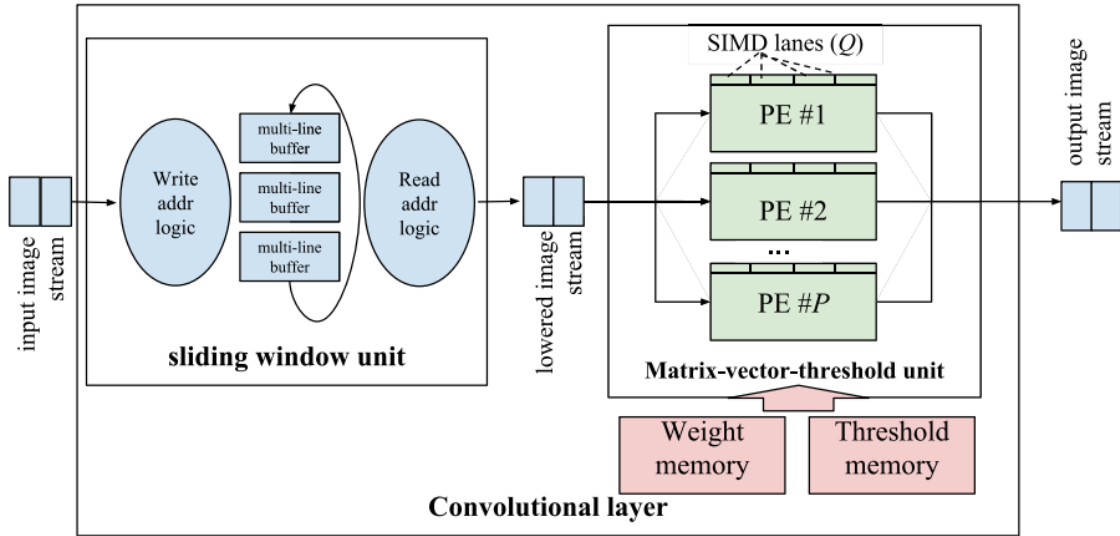 input image
stream
Write
addr
logic
multi-line
buffer
multi-line
buffer
multi-line
buffer
Read
addr
logic
sliding window unit
lowered image
stream
SIMD lanes (Q)
PE #1
PE #2
...
PE #P
Matrix-vector-threshold unit
Weight
memory
Threshold
memory
output image
stream
Convolutional layer